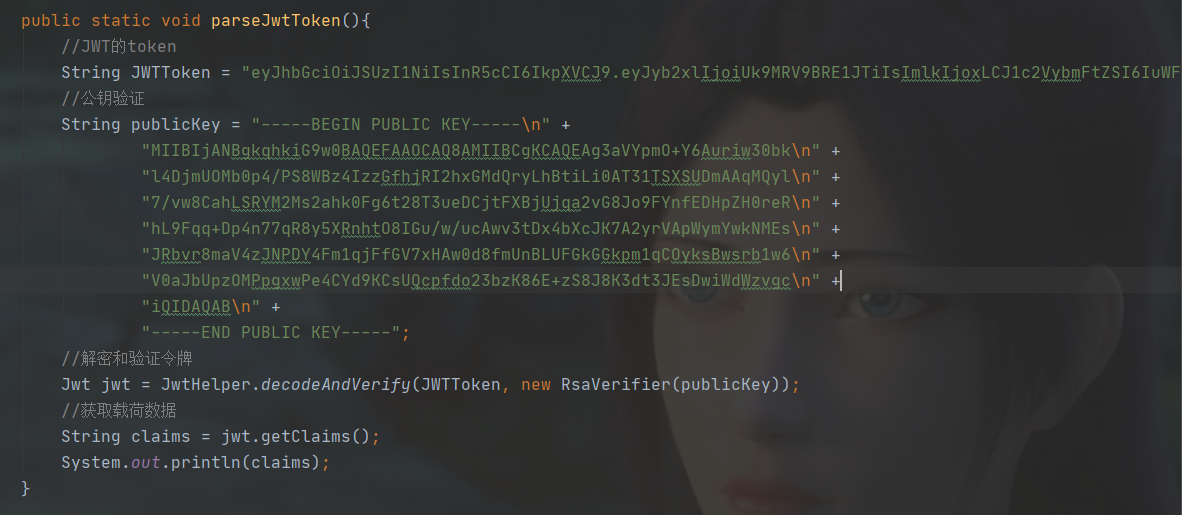 public static void parseJwtToken(){
//JWT的token
String JWTToken = "eyJhbGciOiJSUzI1NiIsInR5cCI6IkpXVCJ9.eyJyb2xlIjoiUk9MRV9BRE1JTiIsImlkIjoxLCJ1c2VybmFtZSI6IuWF
//公钥验证
String publicKey = "-----BEGIN PUBLIC KEY-----\n" +
"MIIBIjANBgkqhkiG9w0BAQEFAAOCAQ8AMIIBCgKCAQEAg3aVYpmO+Y6Auriw30bk\n" +
"l4DjmUOMb0p4/PS8WBz4IzzGfhjRI2hxGMdQryLhBtiLi0AT31TSXSUDmAAqMQyl\n" +
"7/vw8CahLSRYM2Ms2ahk0Fg6t28T3ueDCjtFXBjUjqa2vG8Jo9FYnfEDHpZH0reR\n" +
"hL9Fqq+Dp4n77qR8y5XRnhtO8IGu/w/ucAwv3tDx4bXcJK7A2yrVApWymYwkNMEs\n" +
"JRbvr8maV4zJNPDY4Fm1qjFfGV7xHAw0d8fmUnBLUFGkGGkpm1qCOyksBwsrb1w6\n" +
"V0aJbUpzOMPpgxwPe4CYd9KCsUQcpfdo23bzK86E+zS8J8K3dt3JEsDwiWdWzvgc\n" +
"iQIDAQAB\n" +
"-----END PUBLIC KEY-----";
//解密和验证令牌
Jwt jwt = JwtHelper.decodeAndVerify(JWTToken, new RsaVerifier(publicKey));
//获取载荷数据
String claims = jwt.getClaims();
System.out.println(claims);
}